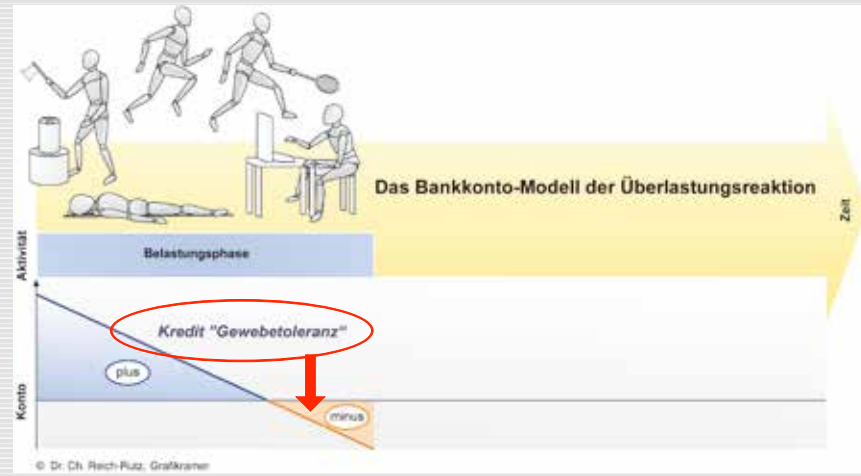 Das Bankkonto-Modell der Überlastungsreaktion
Zeit
Aktivität
Belastungsphase
Kredit "Gewebetoleranz"
plus
Konto
minus
© Dr. Ch. Reich-Rutz, Grafikramer